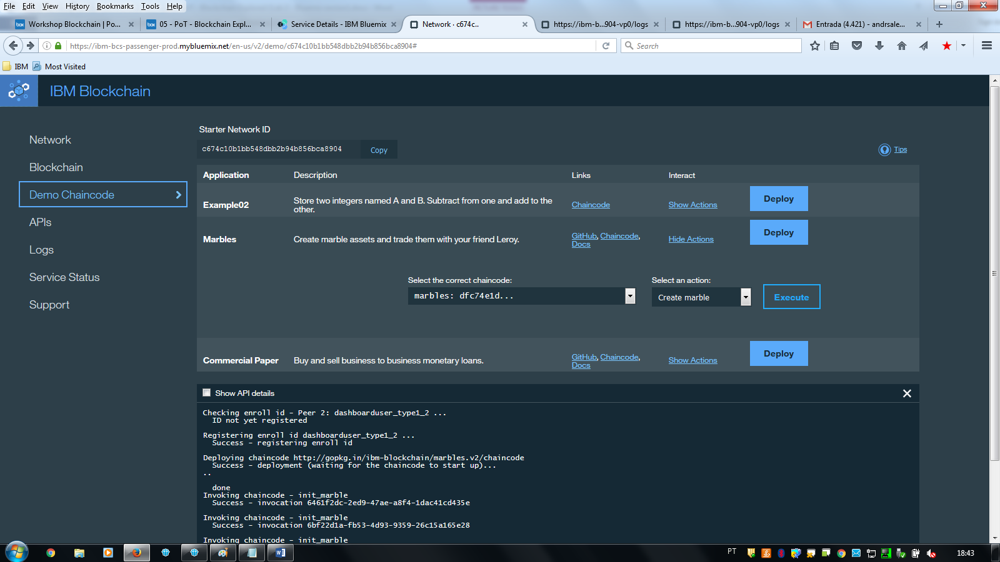 File Edit View History Bookmarks Tools Help
Workshop Blockchain | Po... 05 - PoT - Blockchain Expl... Service Details - IBM Bluemix Network · c674c.. https://ibm-b...904-vp0/logs https://ibm-b...904-vp0/logs Entrada (4.421) - andrsale...
https://ibm-bcs-passenger-prod.mybluemix.net/en-us/v2/demo/c674c10b1bb548dbb2b94b856bca8904# Search
IBM Most Visited
IBM Blockchain
Network
Blockchain
Demo Chaincode
APIs
Logs
Service Status
Support
Starter Network ID
c674c10b1bb548dbb2b94b856bca8904 Copy
Tips
Application Description Links Interact
Example02 Store two integers named A and B. Subtract from one and add to the
other. Chaincode Show Actions Deploy
Marbles Create marble assets and trade them with your friend Leroy. GitHub, Chaincode,
Docs Hide Actions Deploy
Select the correct chaincode: Select an action:
marbles: dfc74e1d... Create marble Execute
Commercial Paper Buy and sell business to business monetary loans. GitHub, Chaincode,
Docs Show Actions Deploy
Show API details
Checking enroll id - Peer 2: dashboarduser_type1_2 ...
ID not yet registered
Registering enroll id dashboarduser_type1_2 ...
Success - registering enroll id
Deploying chaincode http://gopkg.in/ibm-blockchain/marbles.v2/chaincode
Success - deployment (waiting for the chaincode to start up)...
..
done
Invoking chaincode - init_marble
Success - invocation 6461f2dc-2ed9-47ae-a8f4-1dac41cd435e
Invoking chaincode - init_marble
Success - invocation 6bf22d1a-fb53-4d93-9359-26c15a165e28
Invoking chaincode - init_marble
PT 18:43